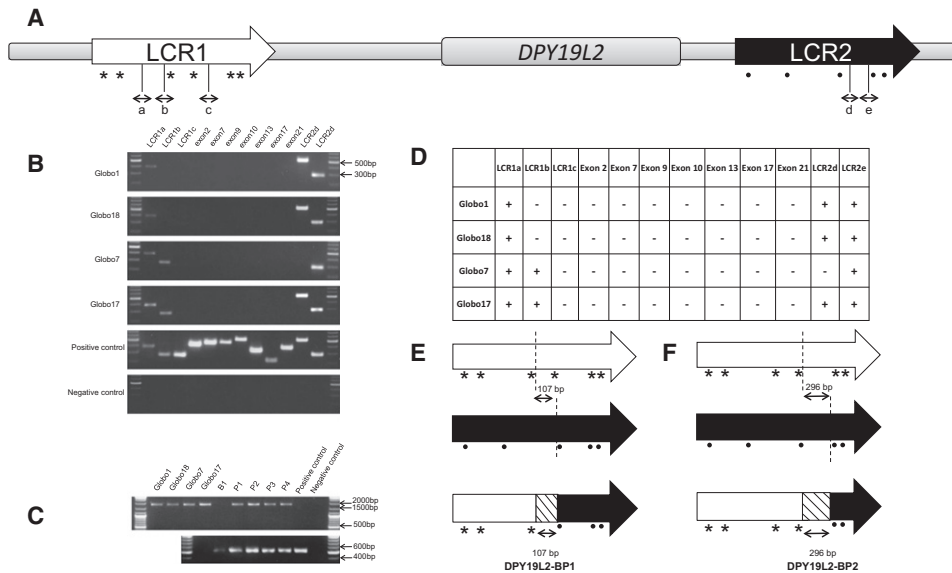 A
LCR1
DPY19L2
LCR2
* * * * **
a b c d e
B
LCR1a LCR1b LCR1c exon2 exon7 exon9 exon10 exon13 exon17 exon21 LCR2d LCR2d
Globo1
500bp
300bp
Globo18
Globo7
Globo17
Positive control
Negative control
C
Globo1 Globo18 Globo7 Globo17 B1 P1 P2 P3 P4 Positive control Negative control
2000bp
1500bp
500bp
600bp
400bp
D
LCR1a LCR1b LCR1c Exon 2 Exon 7 Exon 9 Exon 10 Exon 13 Exon 17 Exon 21 LCR2d LCR2e
Globo1 + - - - - - - - - - + +
Globo18 + - - - - - - - - - + +
Globo7 + + - - - - - - - - - +
Globo17 + + - - - - - - - - + +
E
* * * * **
107 bp
* * *
107 bp
DPY19L2-BP1
F
* * * * **
296 bp
* * * *
296 bp
DPY19L2-BP2